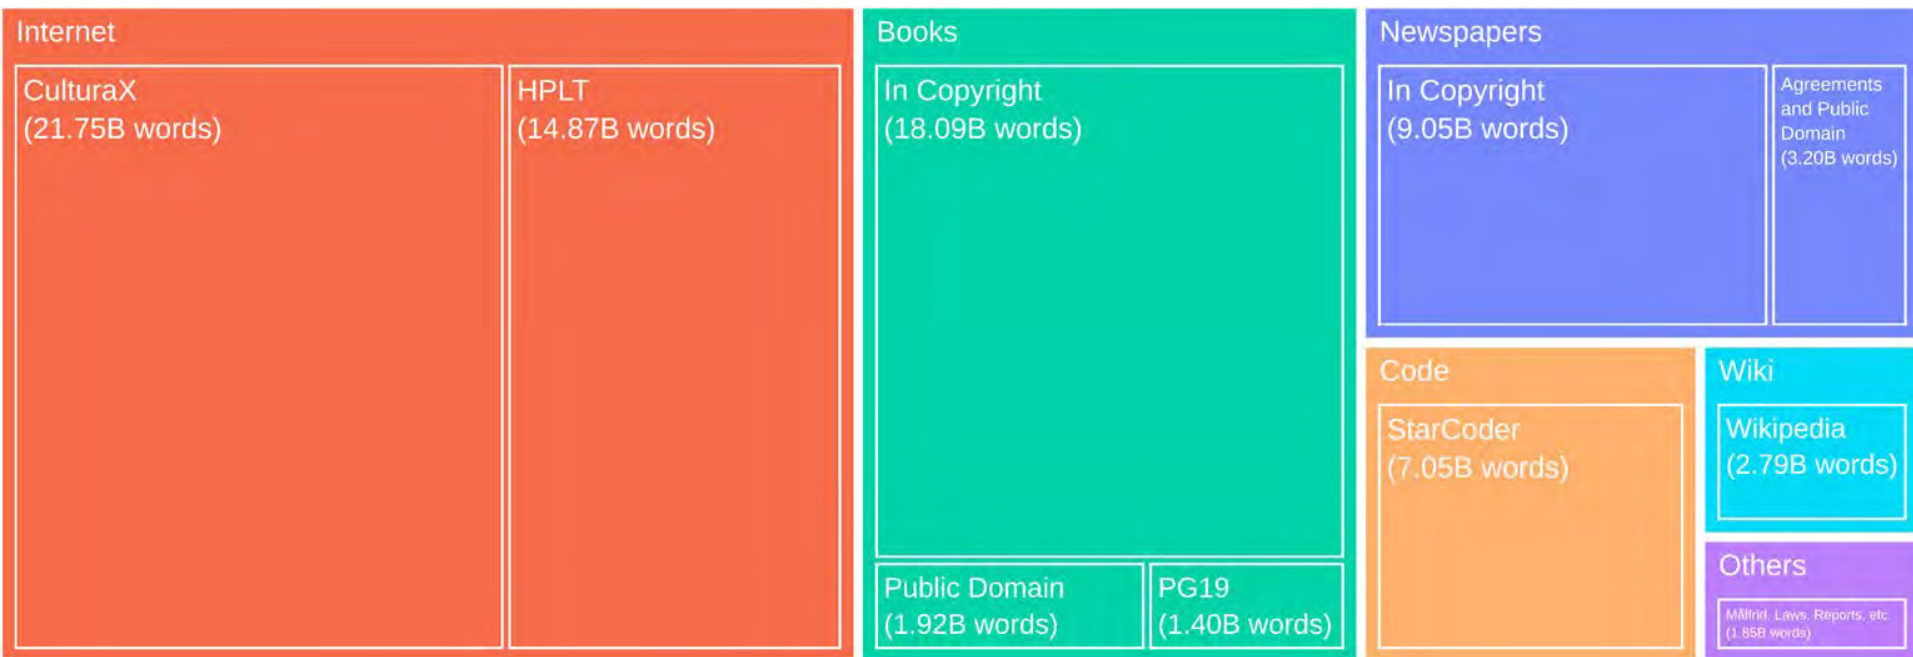 Internet
CulturaX
(21.75B words)
HPLT
(14.87B words)
Books
In Copyright
(18.09B words)
Public Domain
(1.92B words)
PG19
(1.40B words)
Newspapers
In Copyright
(9.05B words)
Agreements
and Public
Domain
(3.20B words)
Code
StarCoder
(7.05B words)
Wiki
Wikipedia
(2.79B words)
Others
Målfrid, Laws, Reports, etc
(1.85B words)